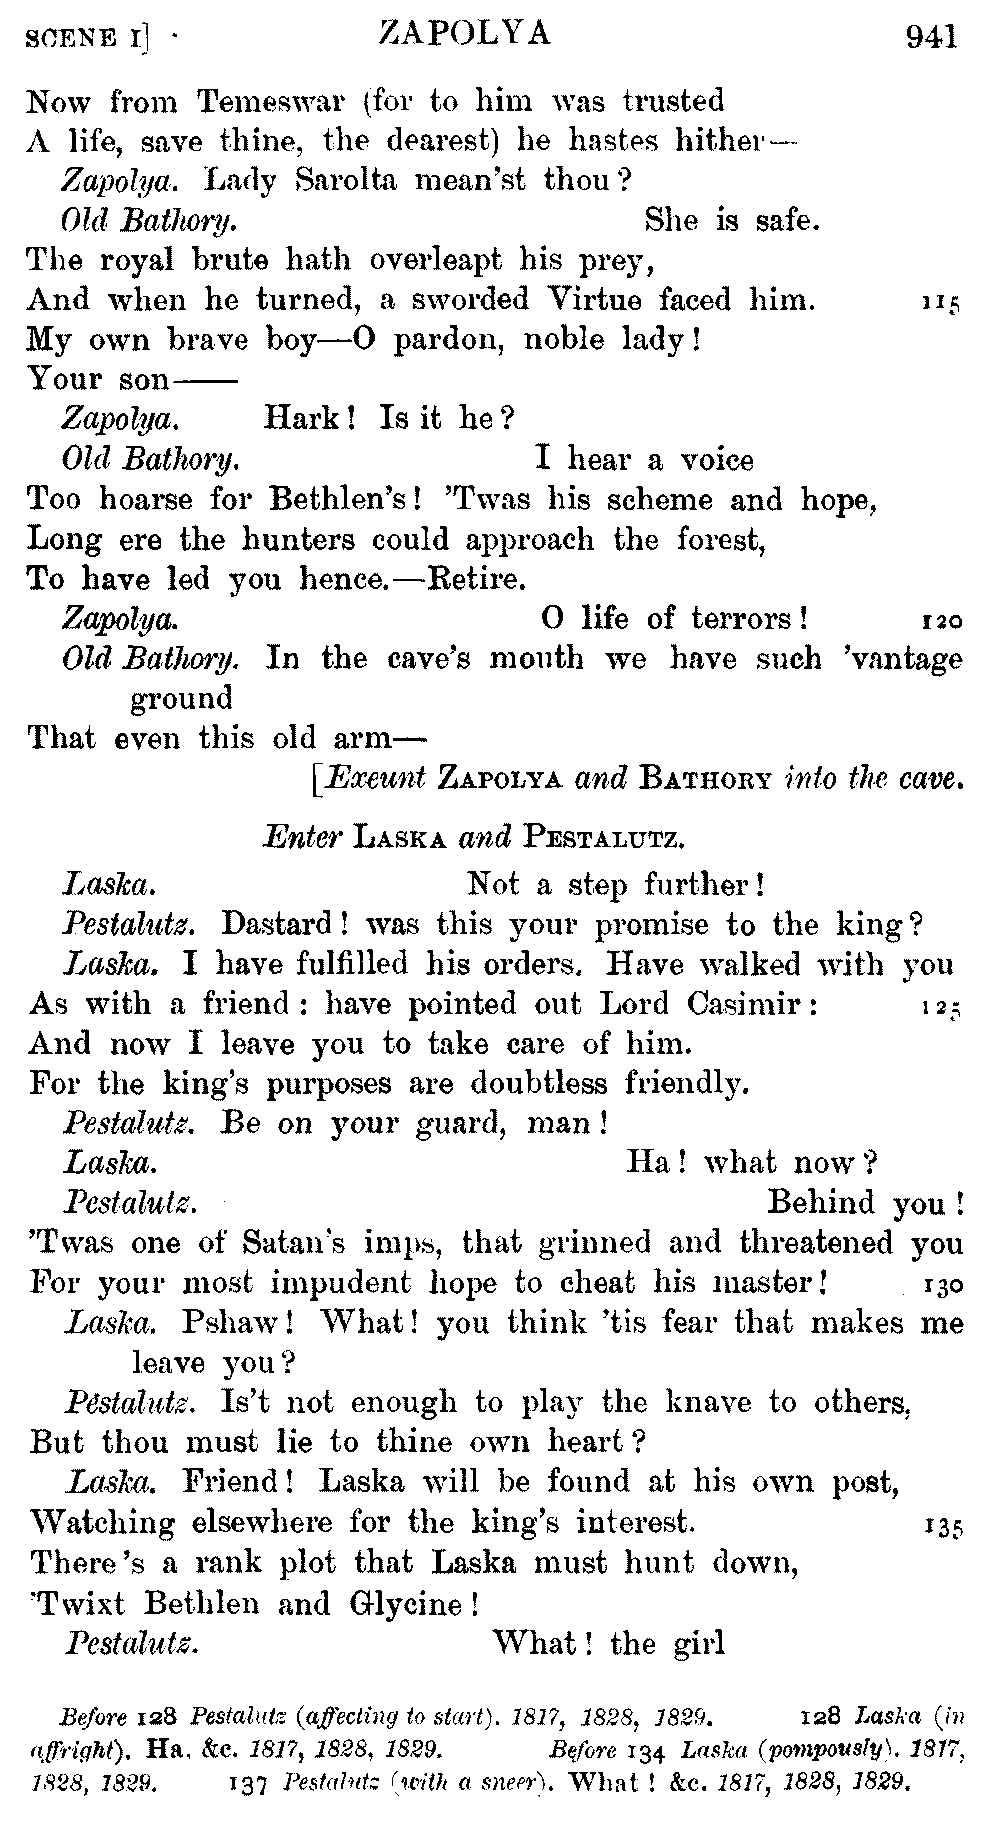 SCENE I] ZAPOLYA 941
Now from Temeswar (for to him was trusted
A life, save thine, the dearest) he hastes hither—
Zapolya. Lady Sarolta mean'st thou?
Old Bathory. She is safe.
The royal brute hath overleapt his prey,
And when he turned, a sworded Virtue faced him. 115
My own brave boy—O pardon, noble lady!
Your son——
Zapolya. Hark! Is it he?
Old Bathory. I hear a voice
Too hoarse for Bethlen's! 'Twas his scheme and hope,
Long ere the hunters could approach the forest,
To have led you hence.—Retire.
Zapolya. O life of terrors! 120
Old Bathory. In the cave's mouth we have such 'vantage
ground
That even this old arm—
[Exeunt ZAPOLYA and BATHORY into the cave.
Enter LASKA and PESTALUTZ.
Laska. Not a step further!
Pestalutz. Dastard! was this your promise to the king?
Laska. I have fulfilled his orders. Have walked with you
As with a friend: have pointed out Lord Casimir: 125
And now I leave you to take care of him.
For the king's purposes are doubtless friendly.
Pestalutz. Be on your guard, man!
Laska. Ha! what now?
Pestalutz. Behind you!
'Twas one of Satan's imps, that grinned and threatened you
For your most impudent hope to cheat his master! 130
Laska. Pshaw! What! you think 'tis fear that makes me
leave you?
Pestalutz. Is't not enough to play the knave to others,
But thou must lie to thine own heart?
Laska. Friend! Laska will be found at his own post,
Watching elsewhere for the king's interest. 135
There's a rank plot that Laska must hunt down,
'Twixt Bethlen and Glycine!
Pestalutz. What! the girl
Before 128 Pestalutz (affecting to start). 1817, 1828, 1829. 128 Laska (in
affright). Ha, &c. 1817, 1828, 1829. Before 134 Laska (pompously). 1817,
1828, 1829. 137 Pestalutz (with a sneer). What! &c. 1817, 1828, 1829.